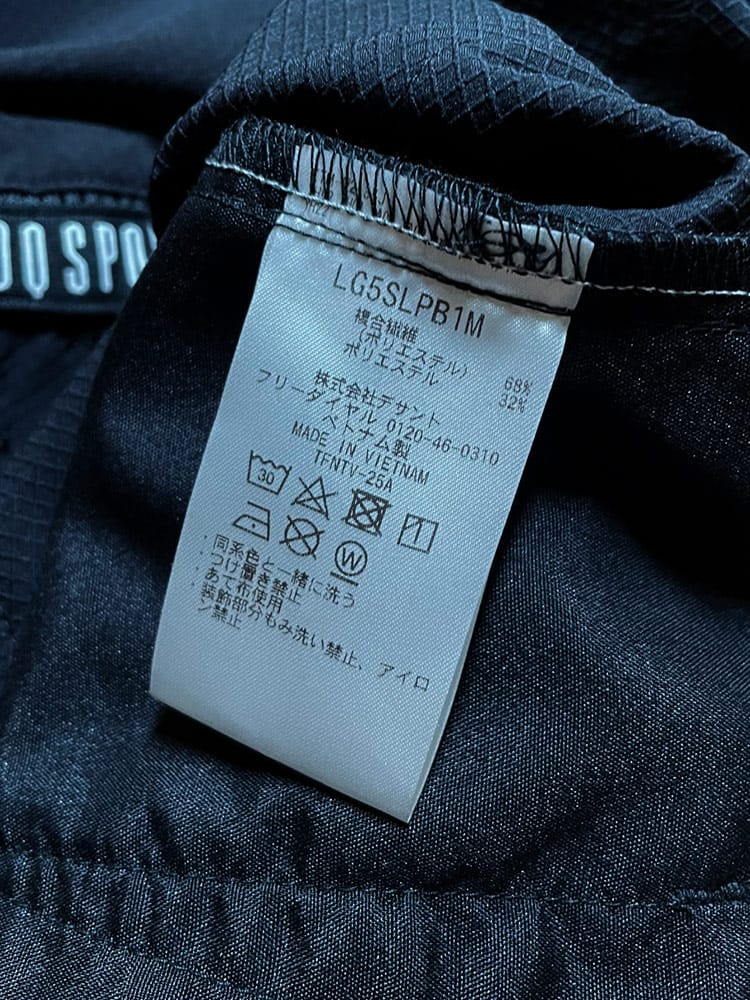 OQ SPO
LG5SLPB1M
複合繊維
(ポリエステル) 68%
ポリエステル 32%
株式会社デサント
フリーダイヤル 0120-46-0310
ベトナム製
MADE IN VIETNAM
TFNTV-25A
30
W
・同系色と一緒に洗う
・つけ置き禁止
・あて布使用
・装飾部分もみ洗い禁止、アイロ
ン禁止